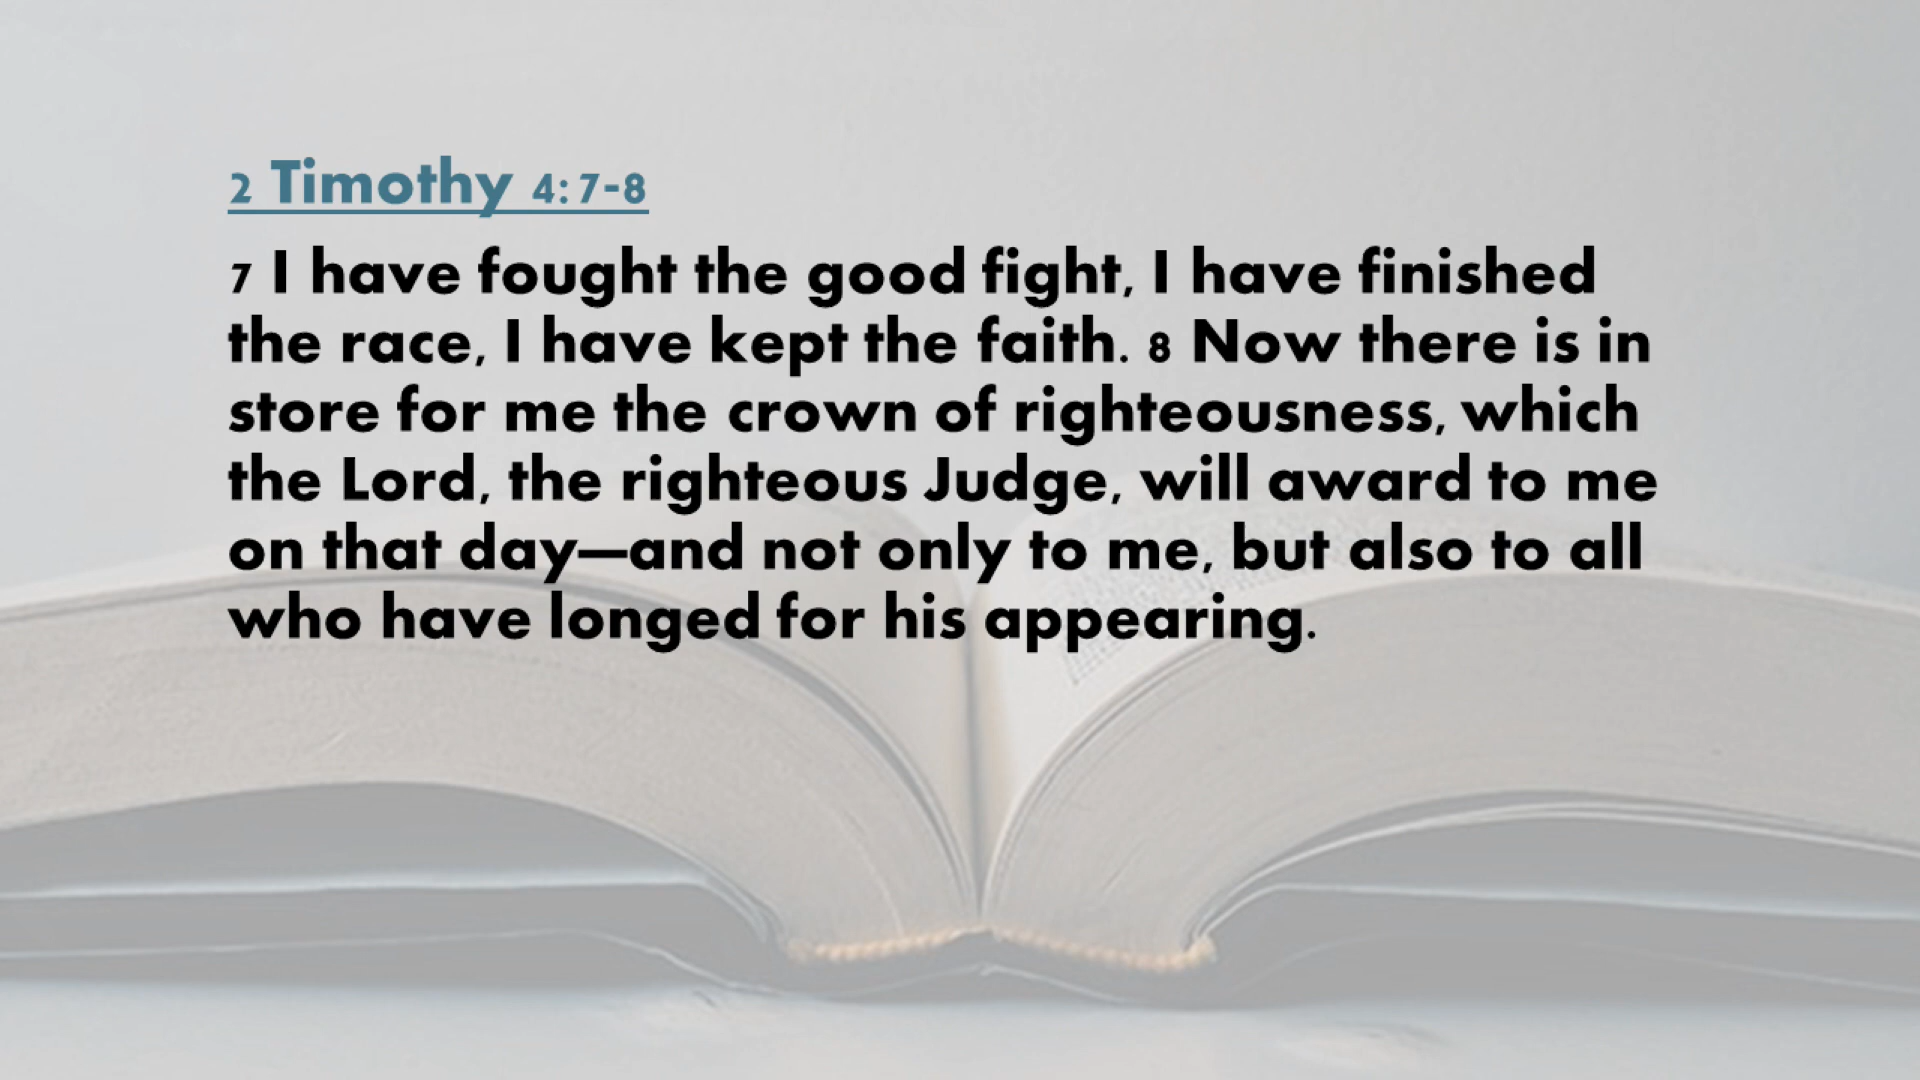 2 Timothy 4:7-8
7 I have fought the good fight, I have finished
the race, I have kept the faith. 8 Now there is in
store for me the crown of righteousness, which
the Lord, the righteous Judge, will award to me
on that day—and not only to me, but also to all
who have longed for his appearing.